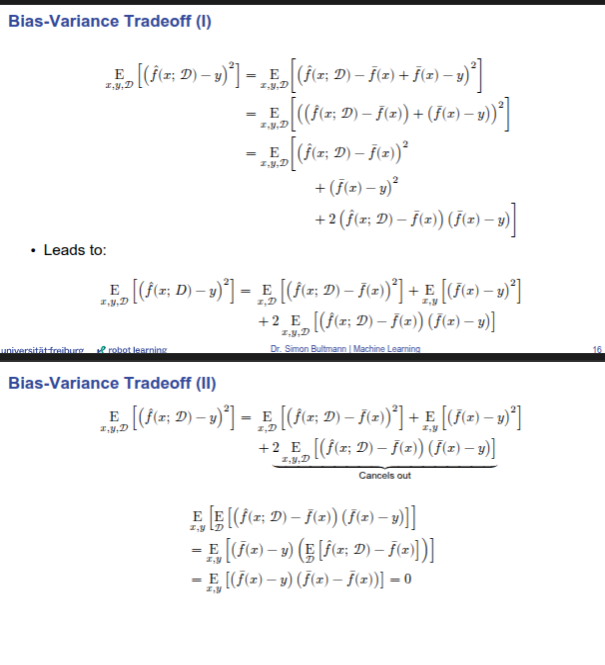 Bias-Variance Tradeoff (I)
E_{x,y,𝒟} [(f̂(x; 𝒟) − y)²] = E_{x,y,𝒟} [(f̂(x; 𝒟) − f̄(x) + f̄(x) − y)²]
= E_{x,y,𝒟} [((f̂(x; 𝒟) − f̄(x)) + (f̄(x) − y))²]
= E_{x,y,𝒟} [(f̂(x; 𝒟) − f̄(x))²
+ (f̄(x) − y)²
+ 2 (f̂(x; 𝒟) − f̄(x)) (f̄(x) − y)]
• Leads to:
E_{x,y,𝒟} [(f̂(x; D) − y)²] = E_{x,𝒟} [(f̂(x; 𝒟) − f̄(x))²] + E_{x,y} [(f̄(x) − y)²]
+ 2 E_{x,y,𝒟} [(f̂(x; 𝒟) − f̄(x)) (f̄(x) − y)]
universität freiburg robot learning Dr. Simon Bultmann | Machine Learning 16
Bias-Variance Tradeoff (II)
E_{x,y,𝒟} [(f̂(x; 𝒟) − y)²] = E_{x,𝒟} [(f̂(x; 𝒟) − f̄(x))²] + E_{x,y} [(f̄(x) − y)²]
+ 2 E_{x,y,𝒟} [(f̂(x; 𝒟) − f̄(x)) (f̄(x) − y)]
Cancels out
E_{x,y} [E_𝒟 [(f̂(x; 𝒟) − f̄(x)) (f̄(x) − y)]]
= E_{x,y} [(f̄(x) − y) (E_𝒟 [f̂(x; 𝒟) − f̄(x)])]
= E_{x,y} [(f̄(x) − y) (f̄(x) − f̄(x))] = 0